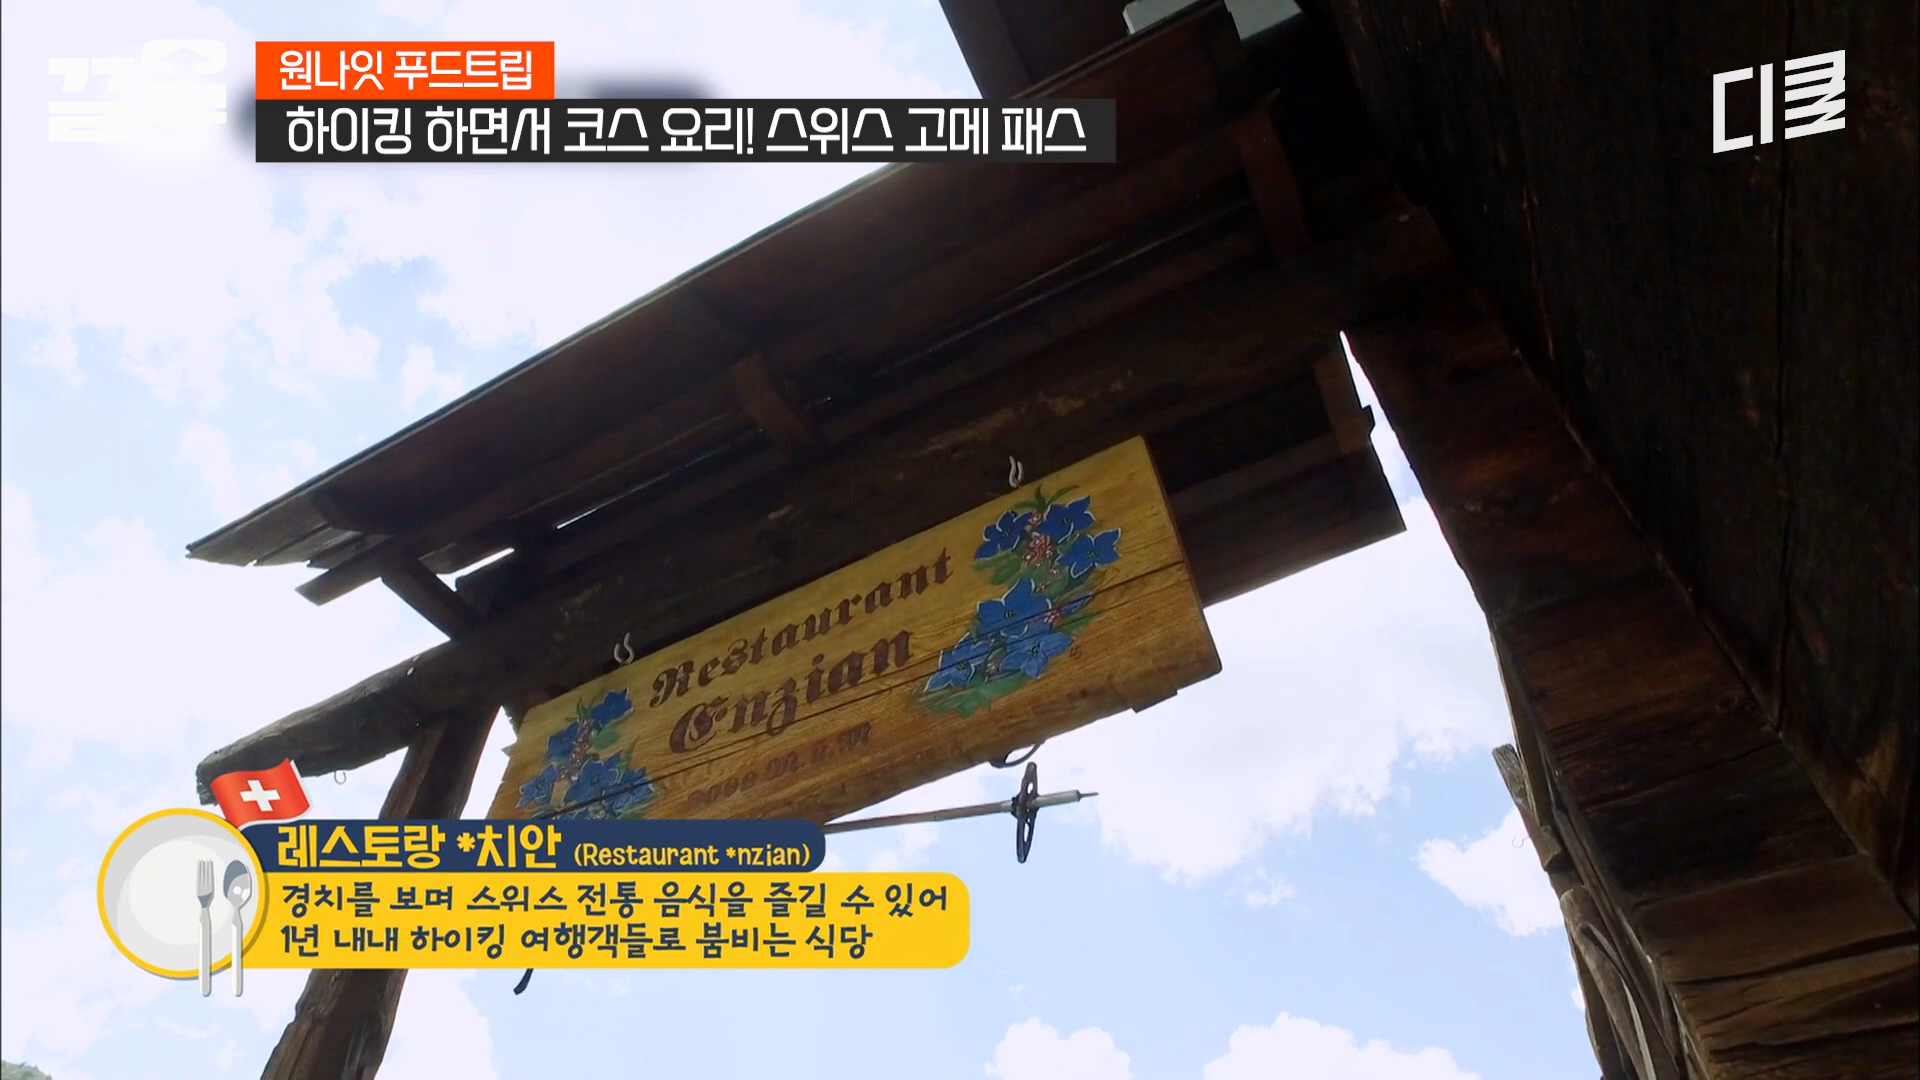 끌올
원나잇 푸드트립
하이킹 하면서 코스 요리! 스위스 고메 패스
디글
Restaurant
Enzian
2000 M.ü.M
레스토랑 *치안 (Restaurant *nzian)
경치를 보며 스위스 전통 음식을 즐길 수 있어
1년 내내 하이킹 여행객들로 붐비는 식당